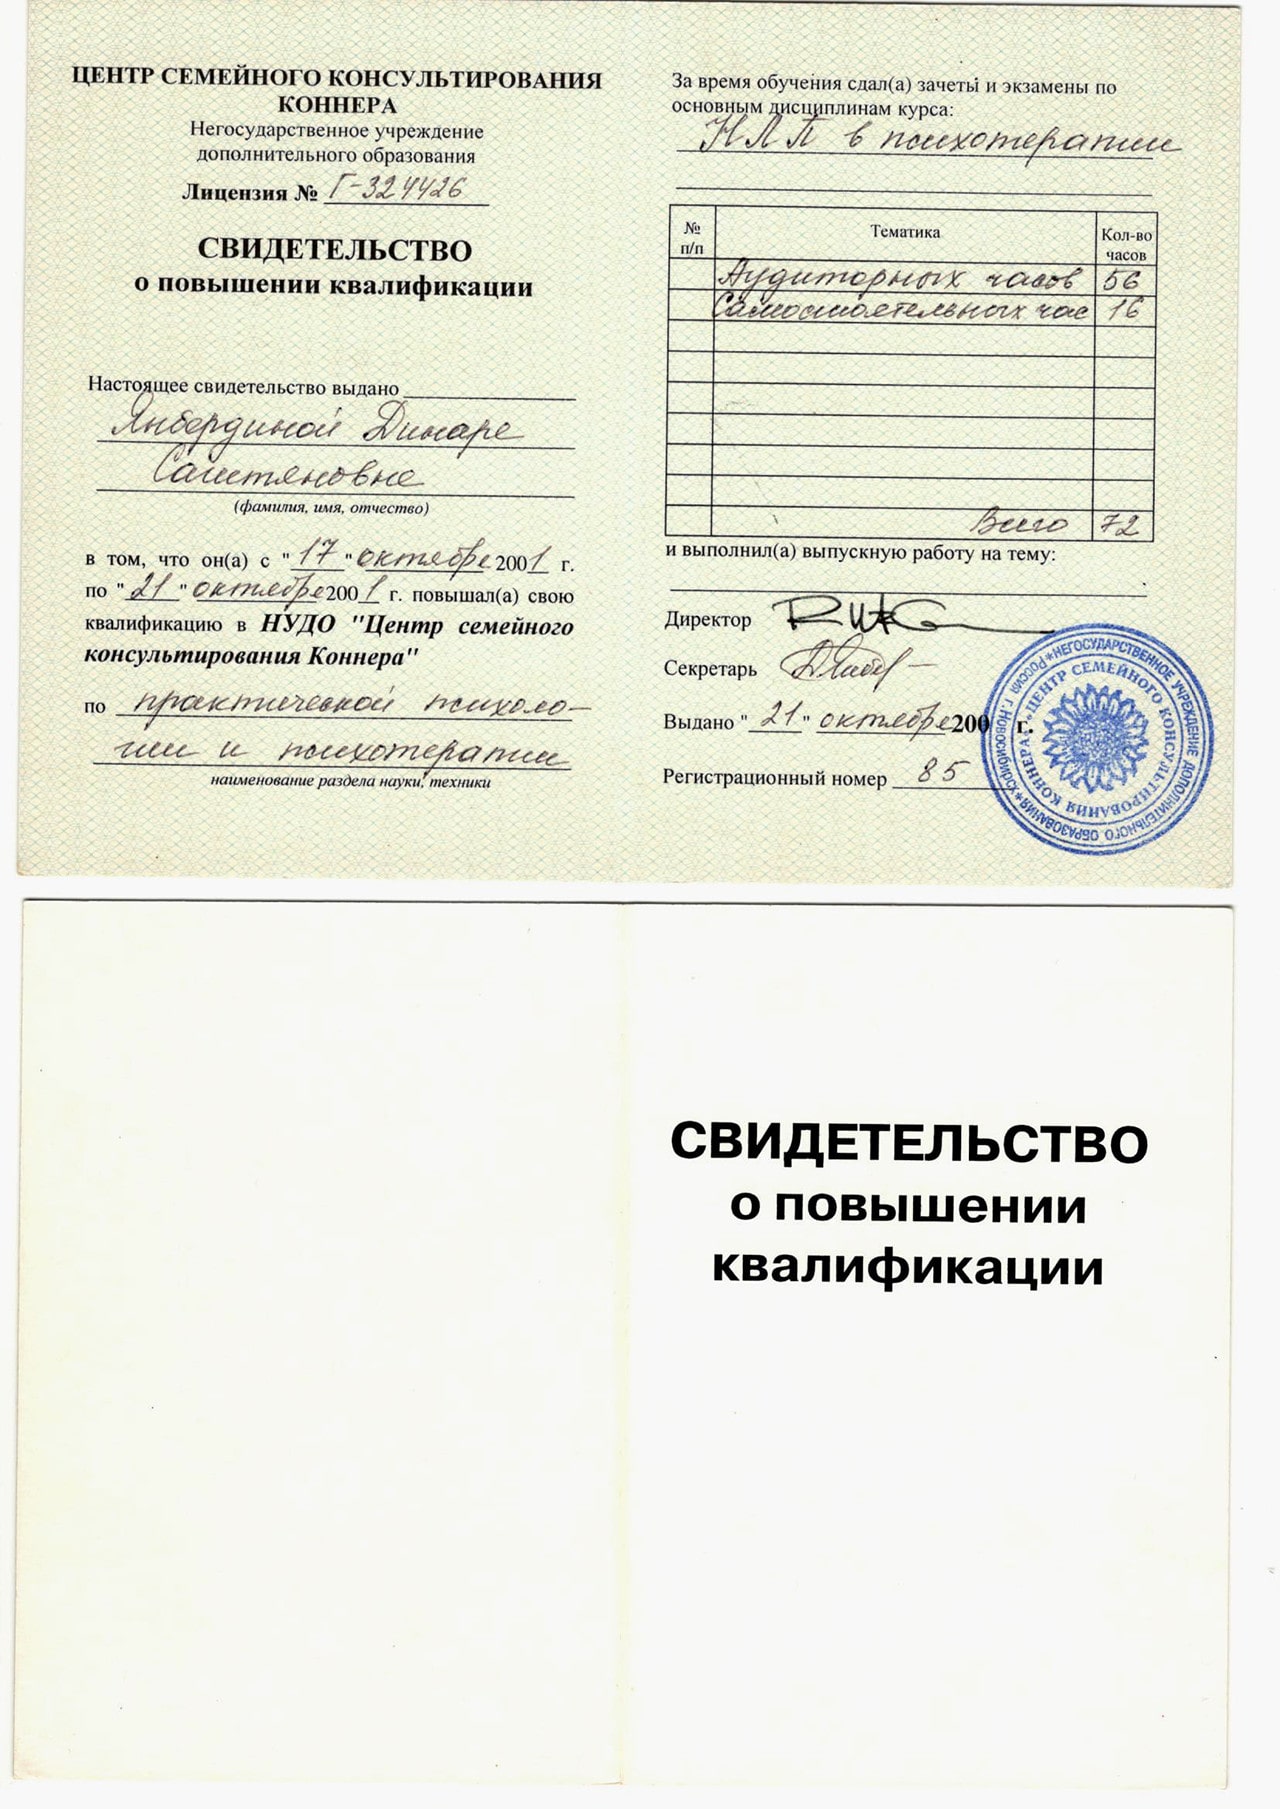 ЦЕНТР СЕМЕЙНОГО КОНСУЛЬТИРОВАНИЯ
КОННЕРА
Негосударственное учреждение
дополнительного образования
Лицензия № Г-324426
СВИДЕТЕЛЬСТВО
о повышении квалификации
Настоящее свидетельство выдано
Янбердиной Динаре
Сагитяновне
(фамилия, имя, отчество)
в том, что он(а) с "17" октября 2001 г.
по "21" октября 2001 г. повышал(а) свою
квалификацию в НУДО "Центр семейного
консультирования Коннера"
по практической психоло-
гии и психотерапии
наименование раздела науки, техники
За время обучения сдал(а) зачеты и экзамены по
основным дисциплинам курса:
НЛП в психотерапии
№ п/п Тематика Кол-во часов
Аудиторных часов 56
Самостоятельных час 16
Всего 72
и выполнил(а) выпускную работу на тему:
Директор
Секретарь
Выдано "21" октября 200 г.
Регистрационный номер 85
РОССИЯ * НЕГОСУДАРСТВЕННОЕ УЧРЕЖДЕНИЕ ДОПОЛНИТЕЛЬНОГО ОБРАЗОВАНИЯ * Г. НОВОСИБИРСК
"ЦЕНТР СЕМЕЙНОГО КОНСУЛЬТИРОВАНИЯ КОННЕРА"
СВИДЕТЕЛЬСТВО
о повышении
квалификации